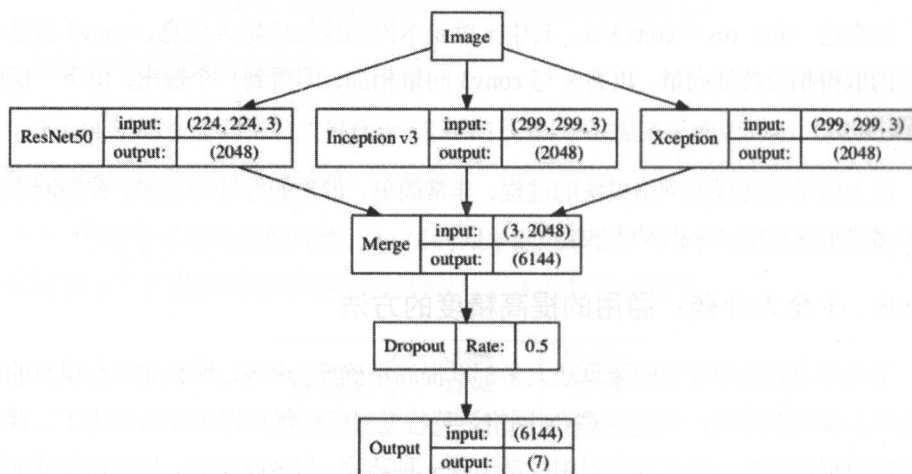 Image
ResNet50 input: (224, 224, 3)
output: (2048)
Inception v3 input: (299, 299, 3)
output: (2048)
Xception input: (299, 299, 3)
output: (2048)
Merge input: (3, 2048)
output: (6144)
Dropout Rate: 0.5
Output input: (6144)
output: (7)